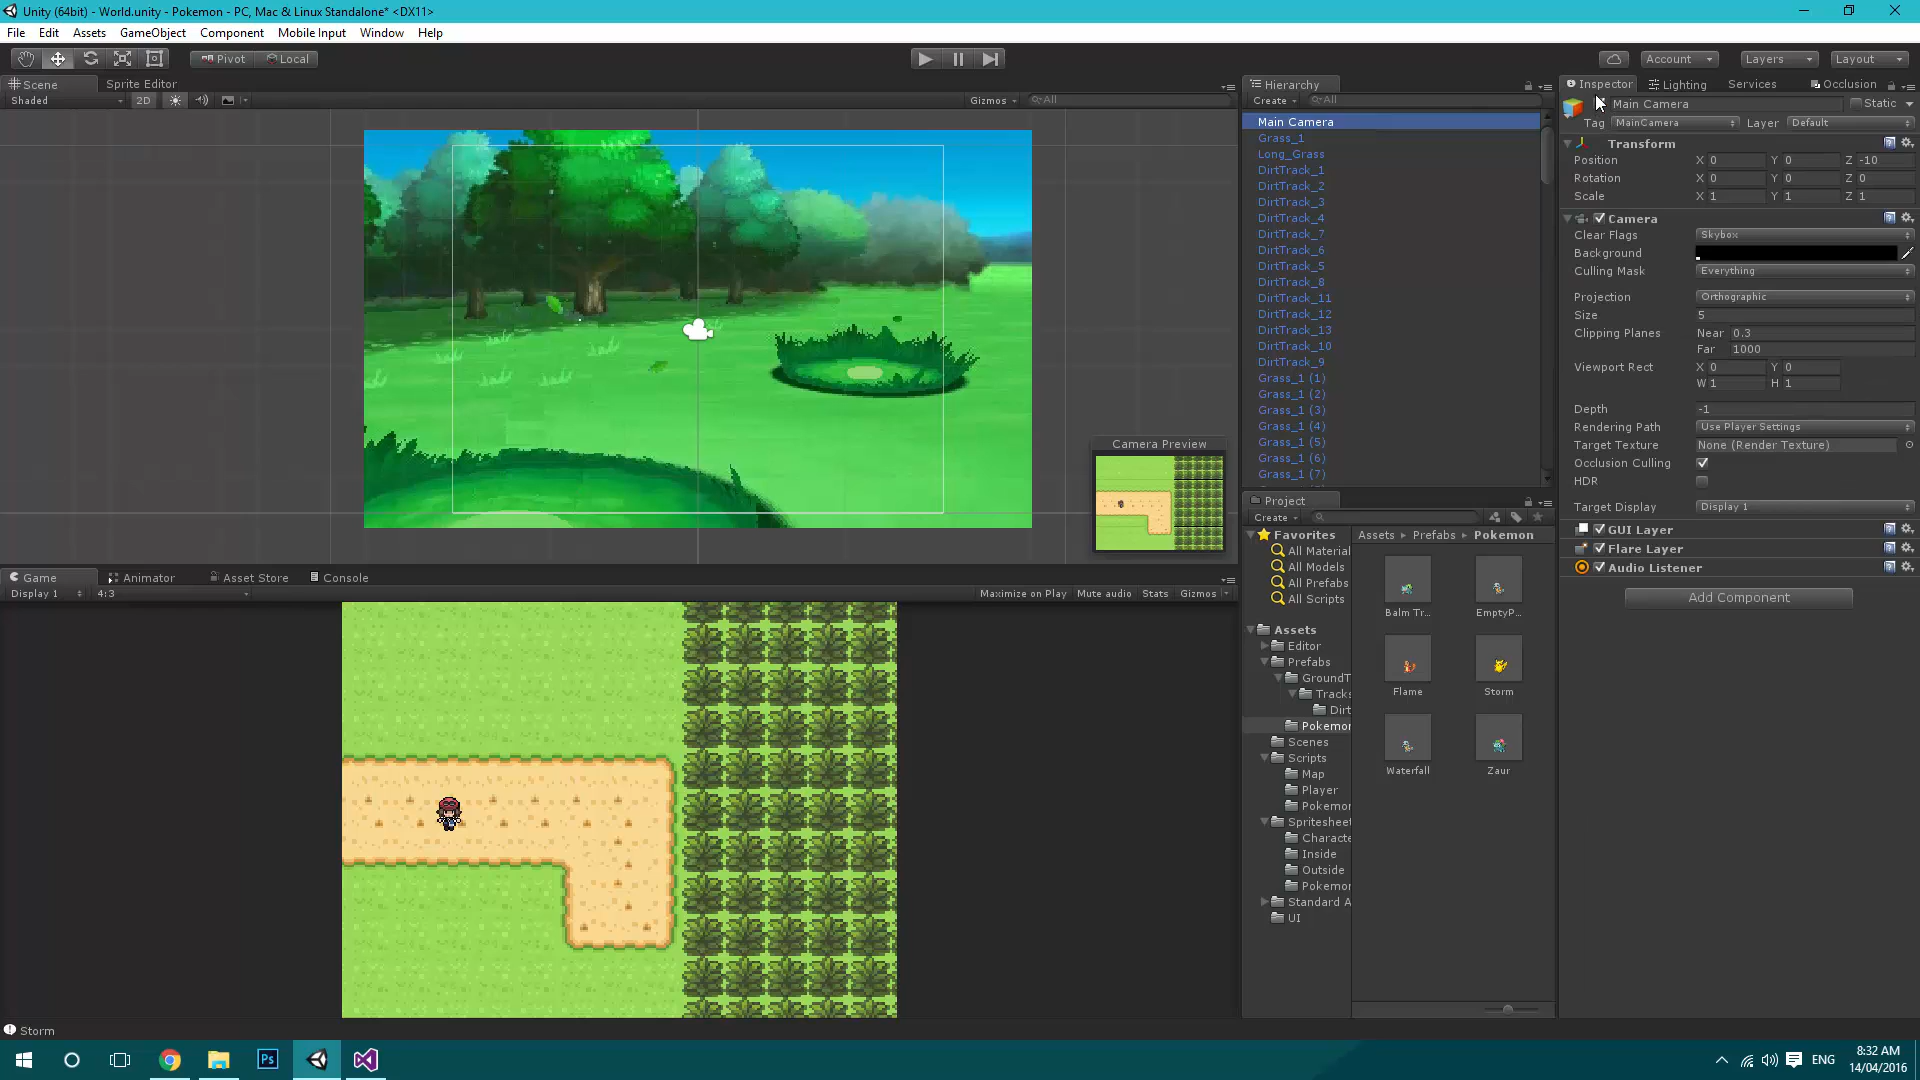 Unity (64bit) - World.unity - Pokemon - PC, Mac & Linux Standalone* <DX11>
File Edit Assets GameObject Component Mobile Input Window Help
Pivot Local
Account Layers Layout
Scene Sprite Editor
Shaded 2D Gizmos All
Camera Preview
Hierarchy
Create All
Main Camera
Grass_1
Long_Grass
DirtTrack_1
DirtTrack_2
DirtTrack_3
DirtTrack_4
DirtTrack_7
DirtTrack_6
DirtTrack_5
DirtTrack_8
DirtTrack_11
DirtTrack_12
DirtTrack_13
DirtTrack_10
DirtTrack_9
Grass_1 (1)
Grass_1 (2)
Grass_1 (3)
Grass_1 (4)
Grass_1 (5)
Grass_1 (6)
Grass_1 (7)
Inspector Lighting Services Occlusion
Main Camera Static
Tag MainCamera Layer Default
Transform
Position X 0 Y 0 Z -10
Rotation X 0 Y 0 Z 0
Scale X 1 Y 1 Z 1
Camera
Clear Flags Skybox
Background
Culling Mask Everything
Projection Orthographic
Size 5
Clipping Planes Near 0.3
Far 1000
Viewport Rect X 0 Y 0
W 1 H 1
Depth -1
Rendering Path Use Player Settings
Target Texture None (Render Texture)
Occlusion Culling
HDR
Target Display Display 1
GUI Layer
Flare Layer
Audio Listener
Add Component
Project
Create
Favorites
All Material
All Models
All Prefabs
All Scripts
Assets
Editor
Prefabs
GroundT
Tracks
Dirt
Pokemon
Scenes
Scripts
Map
Player
Pokemon
Spritesheet
Characte
Inside
Outside
Pokemon
Standard A
UI
Assets Prefabs Pokemon
Balm Tr... EmptyP...
Flame Storm
Waterfall Zaur
Game Animator Asset Store Console
Display 1 4:3 Maximize on Play Mute audio Stats Gizmos
Storm
Ps ENG 8:32 AM
14/04/2016